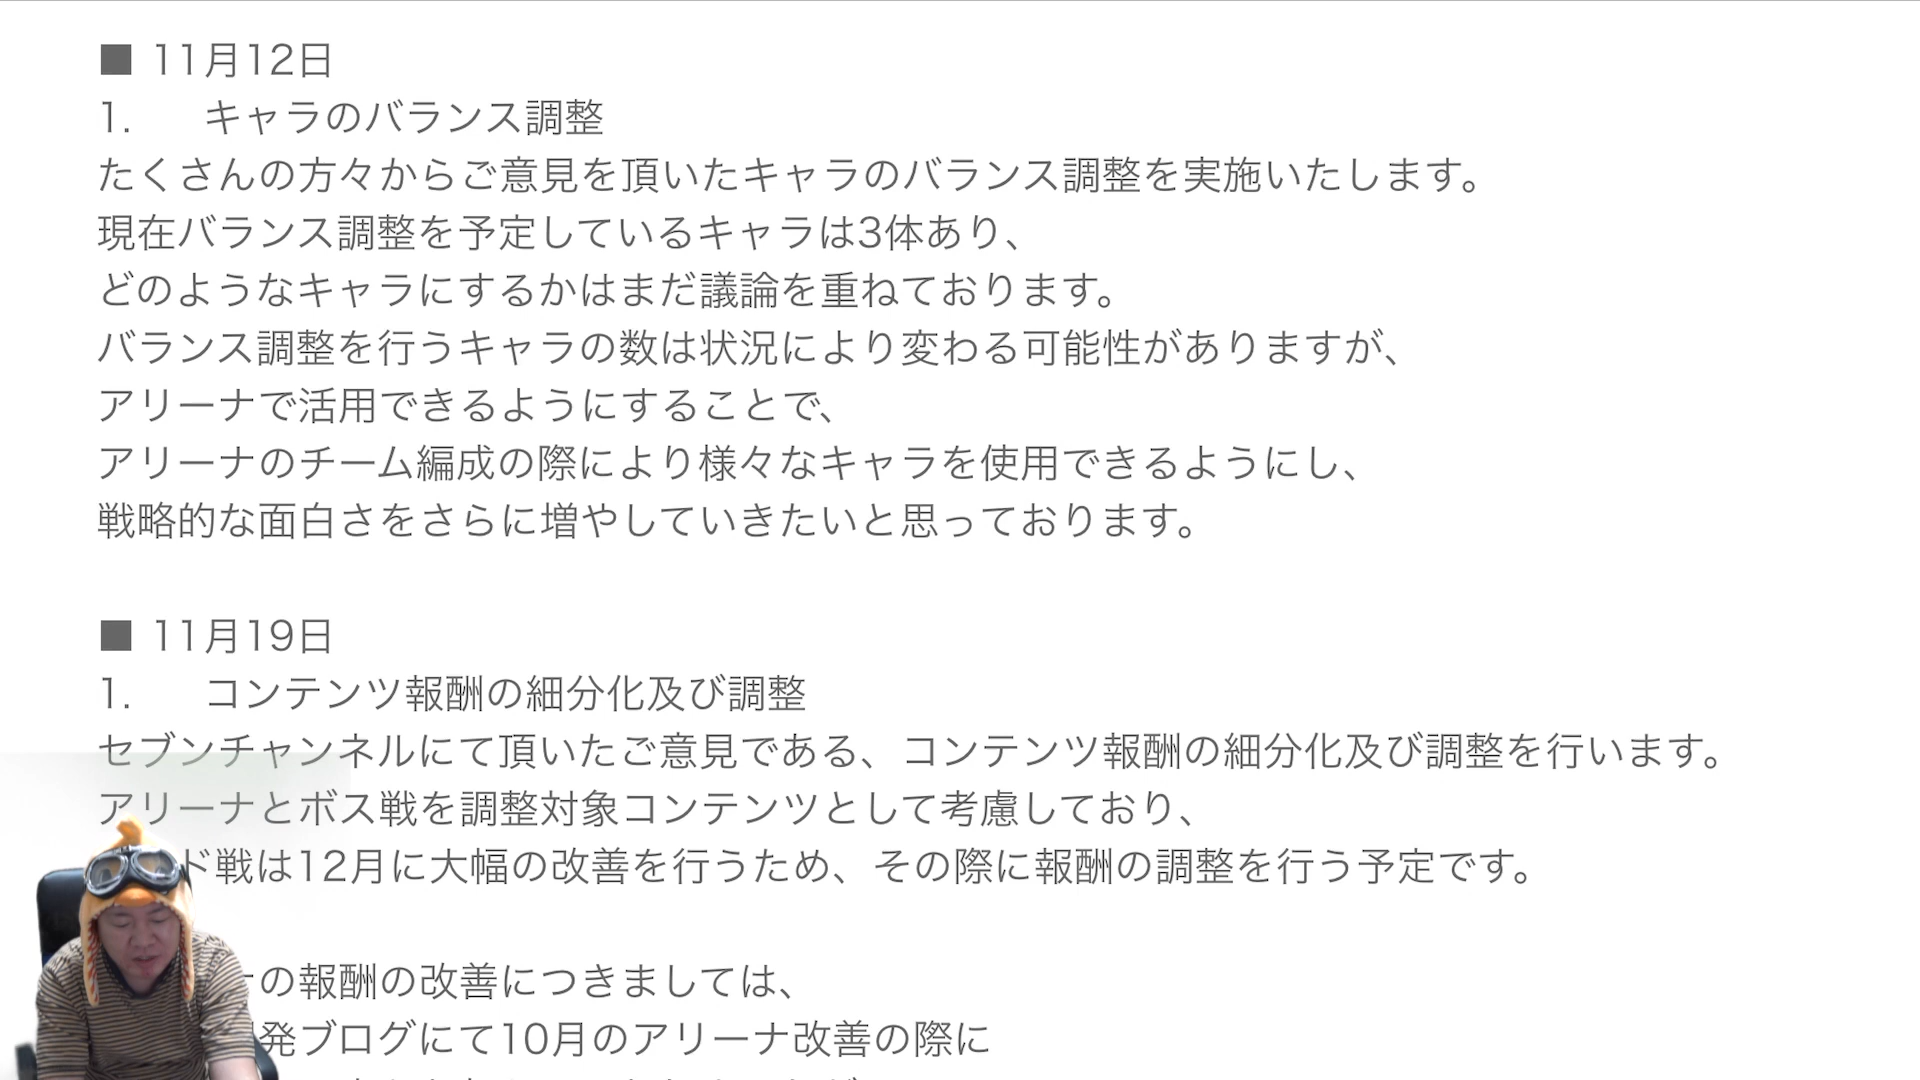 ■ 11月12日
1. キャラのバランス調整
たくさんの方々からご意見を頂いたキャラのバランス調整を実施いたします。
現在バランス調整を予定しているキャラは3体あり、
どのようなキャラにするかはまだ議論を重ねております。
バランス調整を行うキャラの数は状況により変わる可能性がありますが、
アリーナで活用できるようにすることで、
アリーナのチーム編成の際により様々なキャラを使用できるようにし、
戦略的な面白さをさらに増やしていきたいと思っております。
■ 11月19日
1. コンテンツ報酬の細分化及び調整
セブンチャンネルにて頂いたご意見である、コンテンツ報酬の細分化及び調整を行います。
アリーナとボス戦を調整対象コンテンツとして考慮しており、
ド戦は12月に大幅の改善を行うため、その際に報酬の調整を行う予定です。
の報酬の改善につきましては、
発ブログにて10月のアリーナ改善の際に